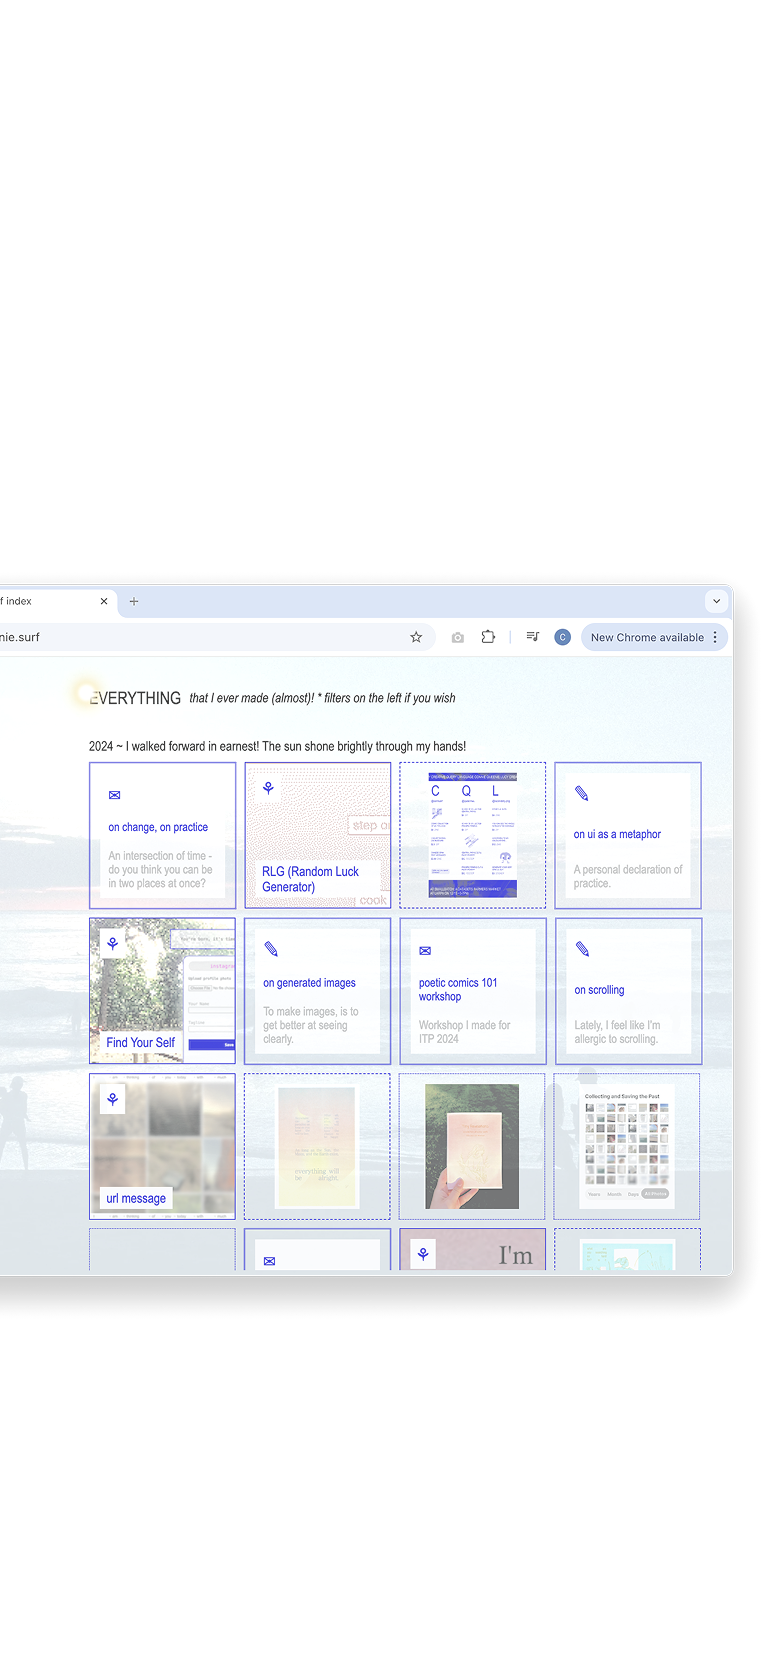 f index
nie.surf
New Chrome available
C
EVERYTHING that I ever made (almost)! * filters on the left if you wish
2024 ~ I walked forward in earnest! The sun shone brightly through my hands!
on change, on practice
An intersection of time -
do you think you can be
in two places at once?
step o
RLG (Random Luck
Generator)
cook
C Q L
on ui as a metaphor
A personal declaration of
practice.
You're here, it's time
instagra
Upload profile photo
Choose File
Your Name
Tagline
Save
Find Your Self
on generated images
To make images, is to
get better at seeing
clearly.
poetic comics 101
workshop
Workshop I made for
ITP 2024
on scrolling
Lately, I feel like I'm
allergic to scrolling.
url message
everything will
be alright.
Collecting and Saving the Past
Years Month Days All Photos
I'm